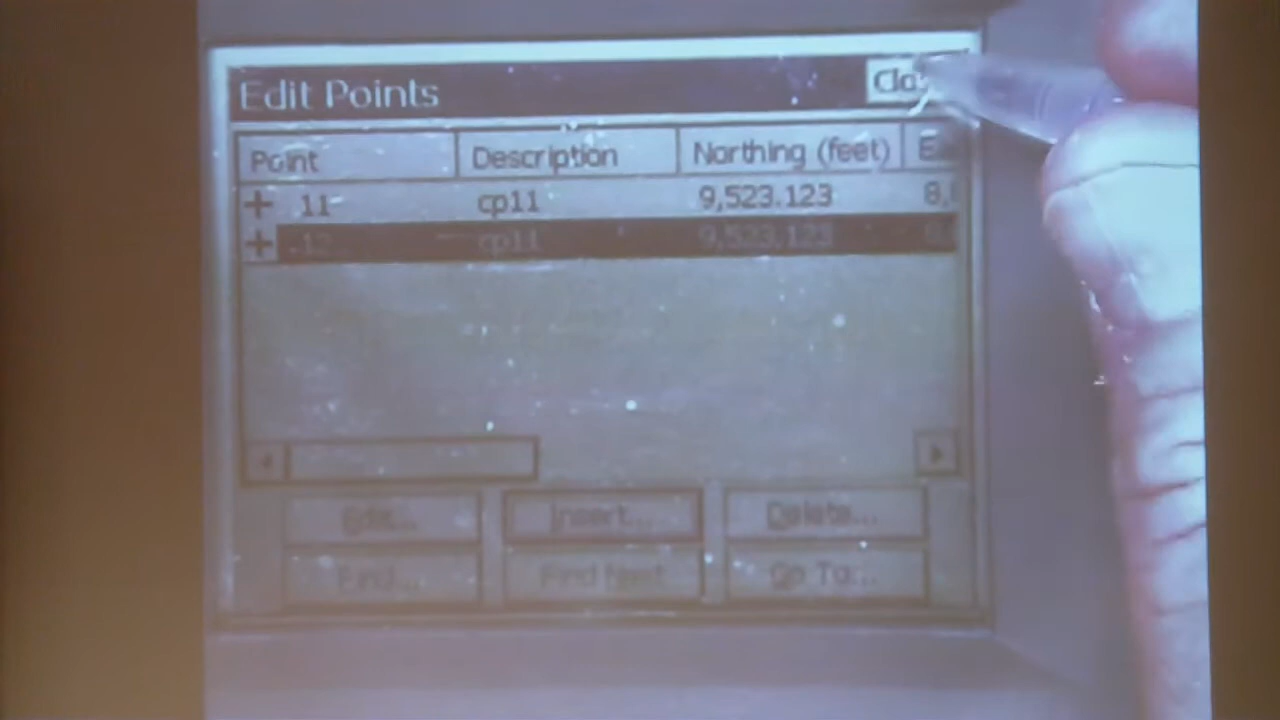 Edit Points
Point Description Northing (feet)
11 cp11 9,523.123
12 cp11 9,523.123
Edit... Insert... Delete...
Find... Find Next Go To...